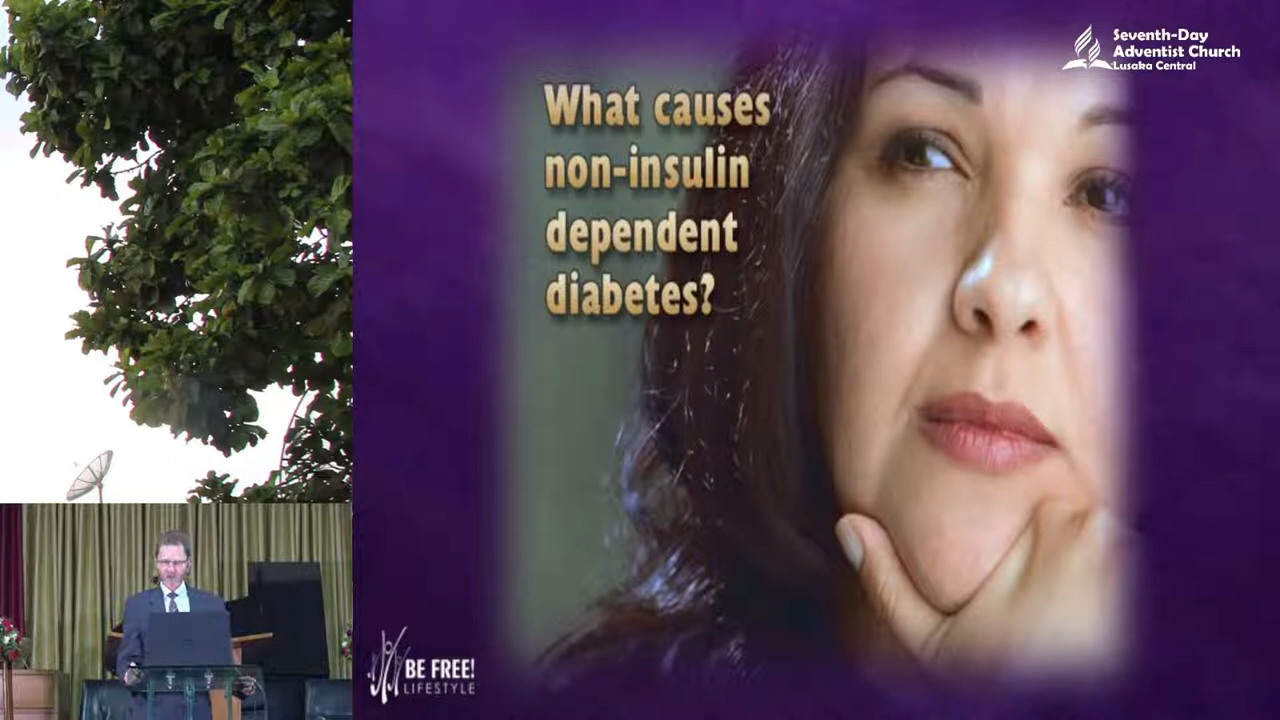 Seventh-Day
Adventist Church
Lusaka Central
What causes
non-insulin
dependent
diabetes?
BE FREE!
LIFESTYLE